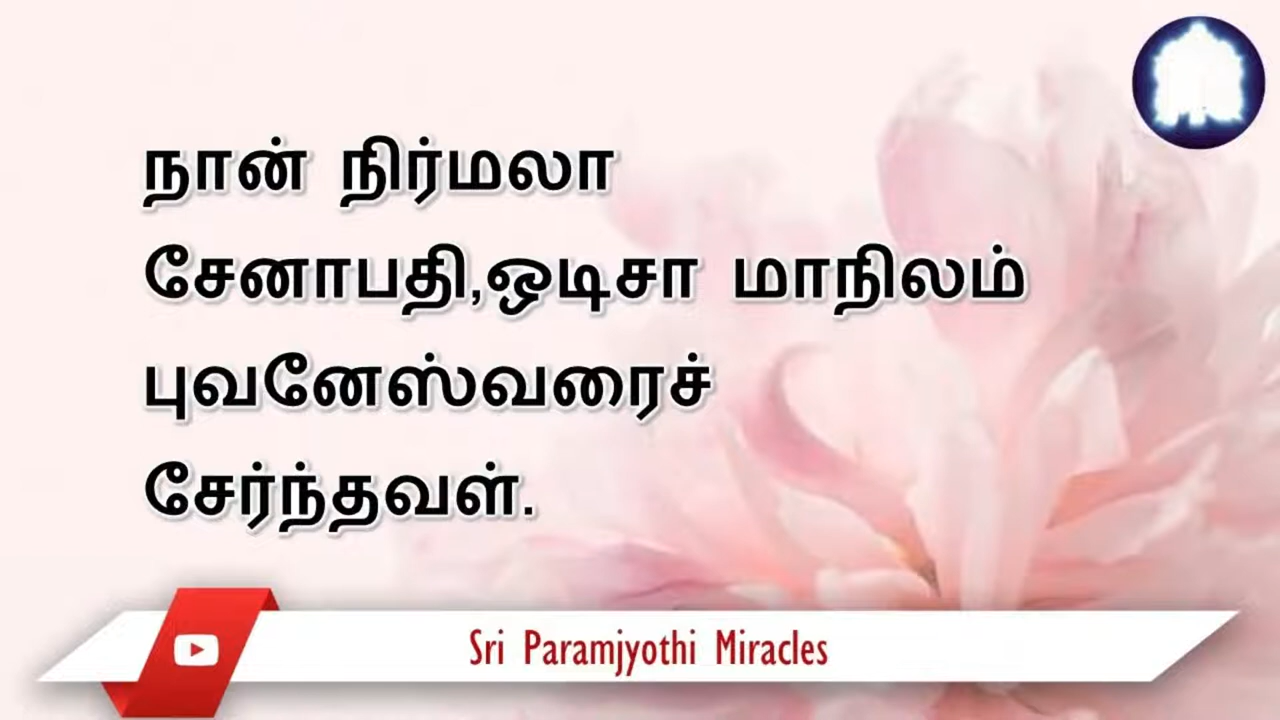 நான் நிர்மலா
சேனாபதி,ஒடிசா மாநிலம்
புவனேஸ்வரைச்
சேர்ந்தவள்.
Sri Paramjyothi Miracles